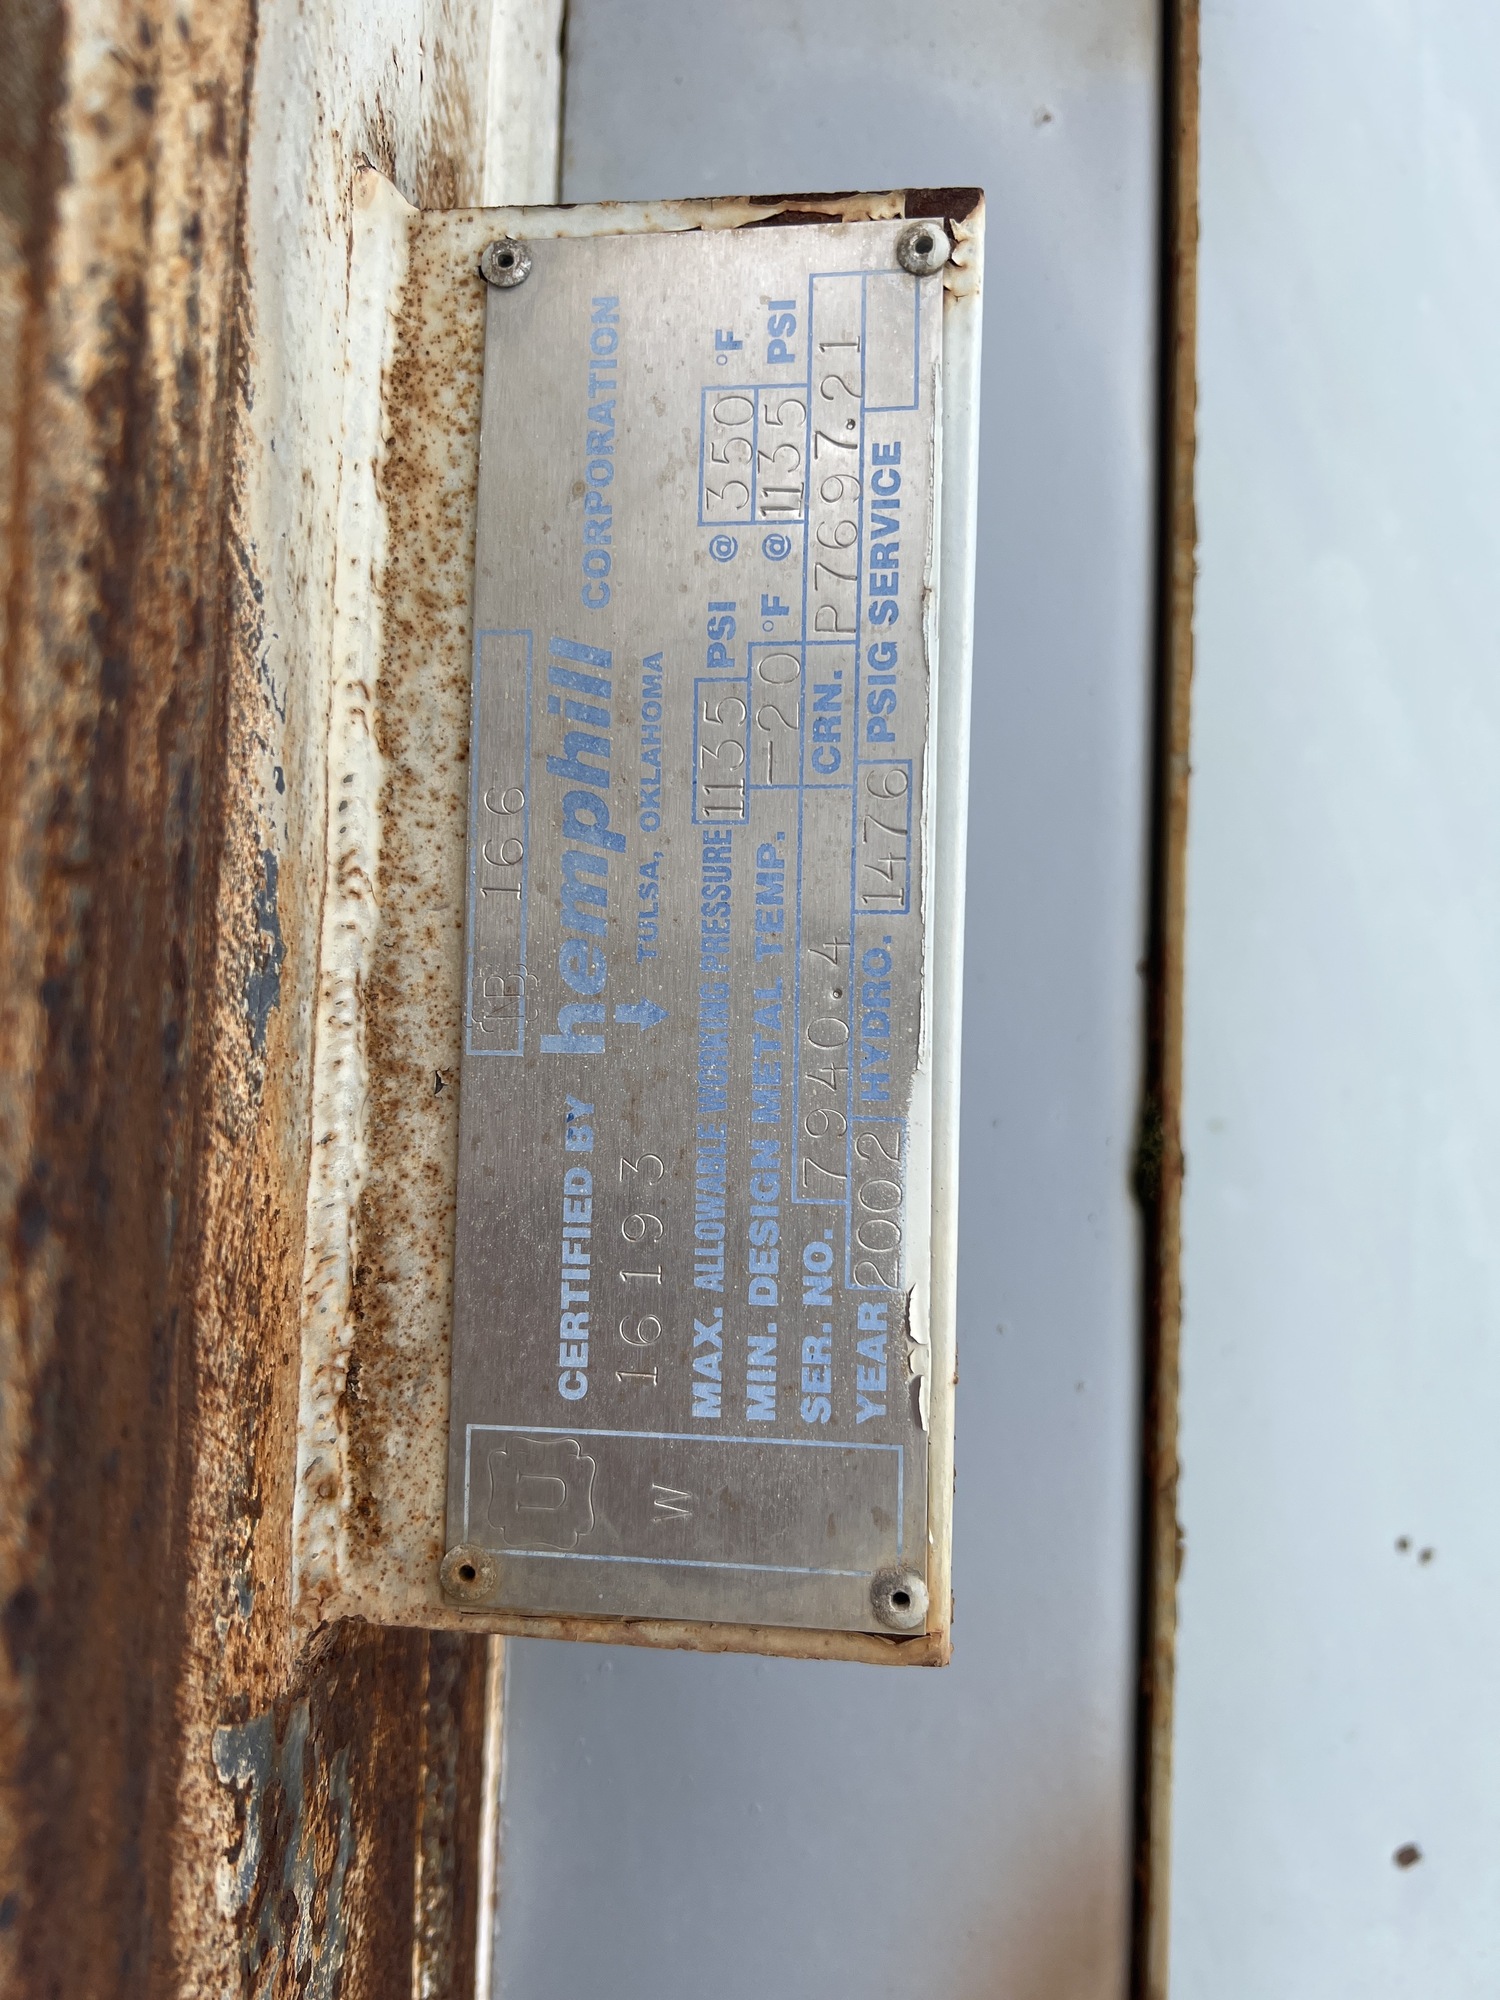 NB 166
U
W
CERTIFIED BY hemphill CORPORATION
16193 TULSA, OKLAHOMA
MAX. ALLOWABLE WORKING PRESSURE 1135 PSI @ 350 °F
MIN. DESIGN METAL TEMP. -20 °F @ 1135 PSI
SER. NO. 7940.4 CRN. P7697.21
YEAR 2002 HYDRO. 1476 PSIG SERVICE